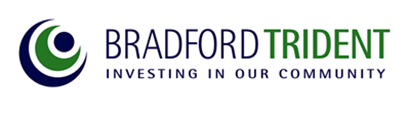 BRADFORD TRIDENT
INVESTING IN OUR COMMUNITY